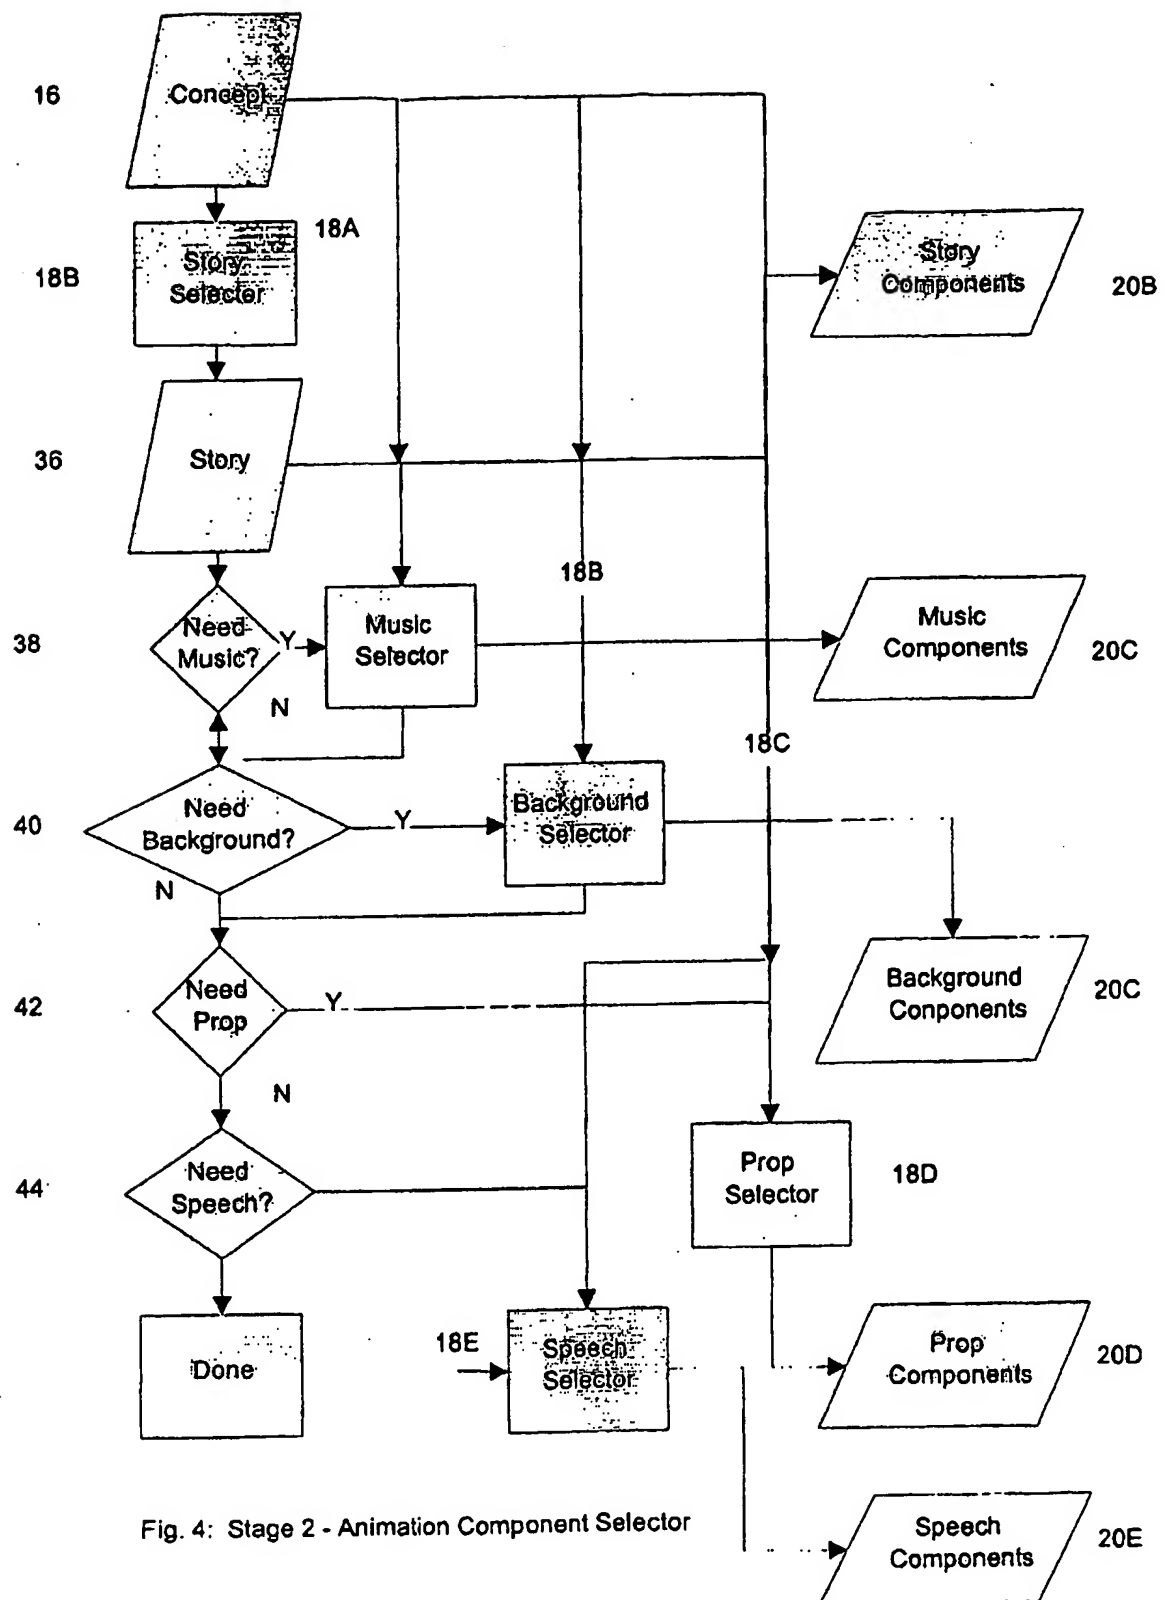 16
Concept
18A
18B
Story
Selector
Story
Components
20B
36
Story
18B
38
Need
Music?
Y
Music
Selector
Music
Components
20C
N
18C
40
Need
Background?
Y
Background
Selector
N
Background
Conponents
20C
42
Need
Prop
Y
N
44
Need
Speech?
Prop
Selector
18D
Done
18E
Speech
Selector
Prop
Components
20D
Fig. 4: Stage 2 - Animation Component Selector
Speech
Components
20E